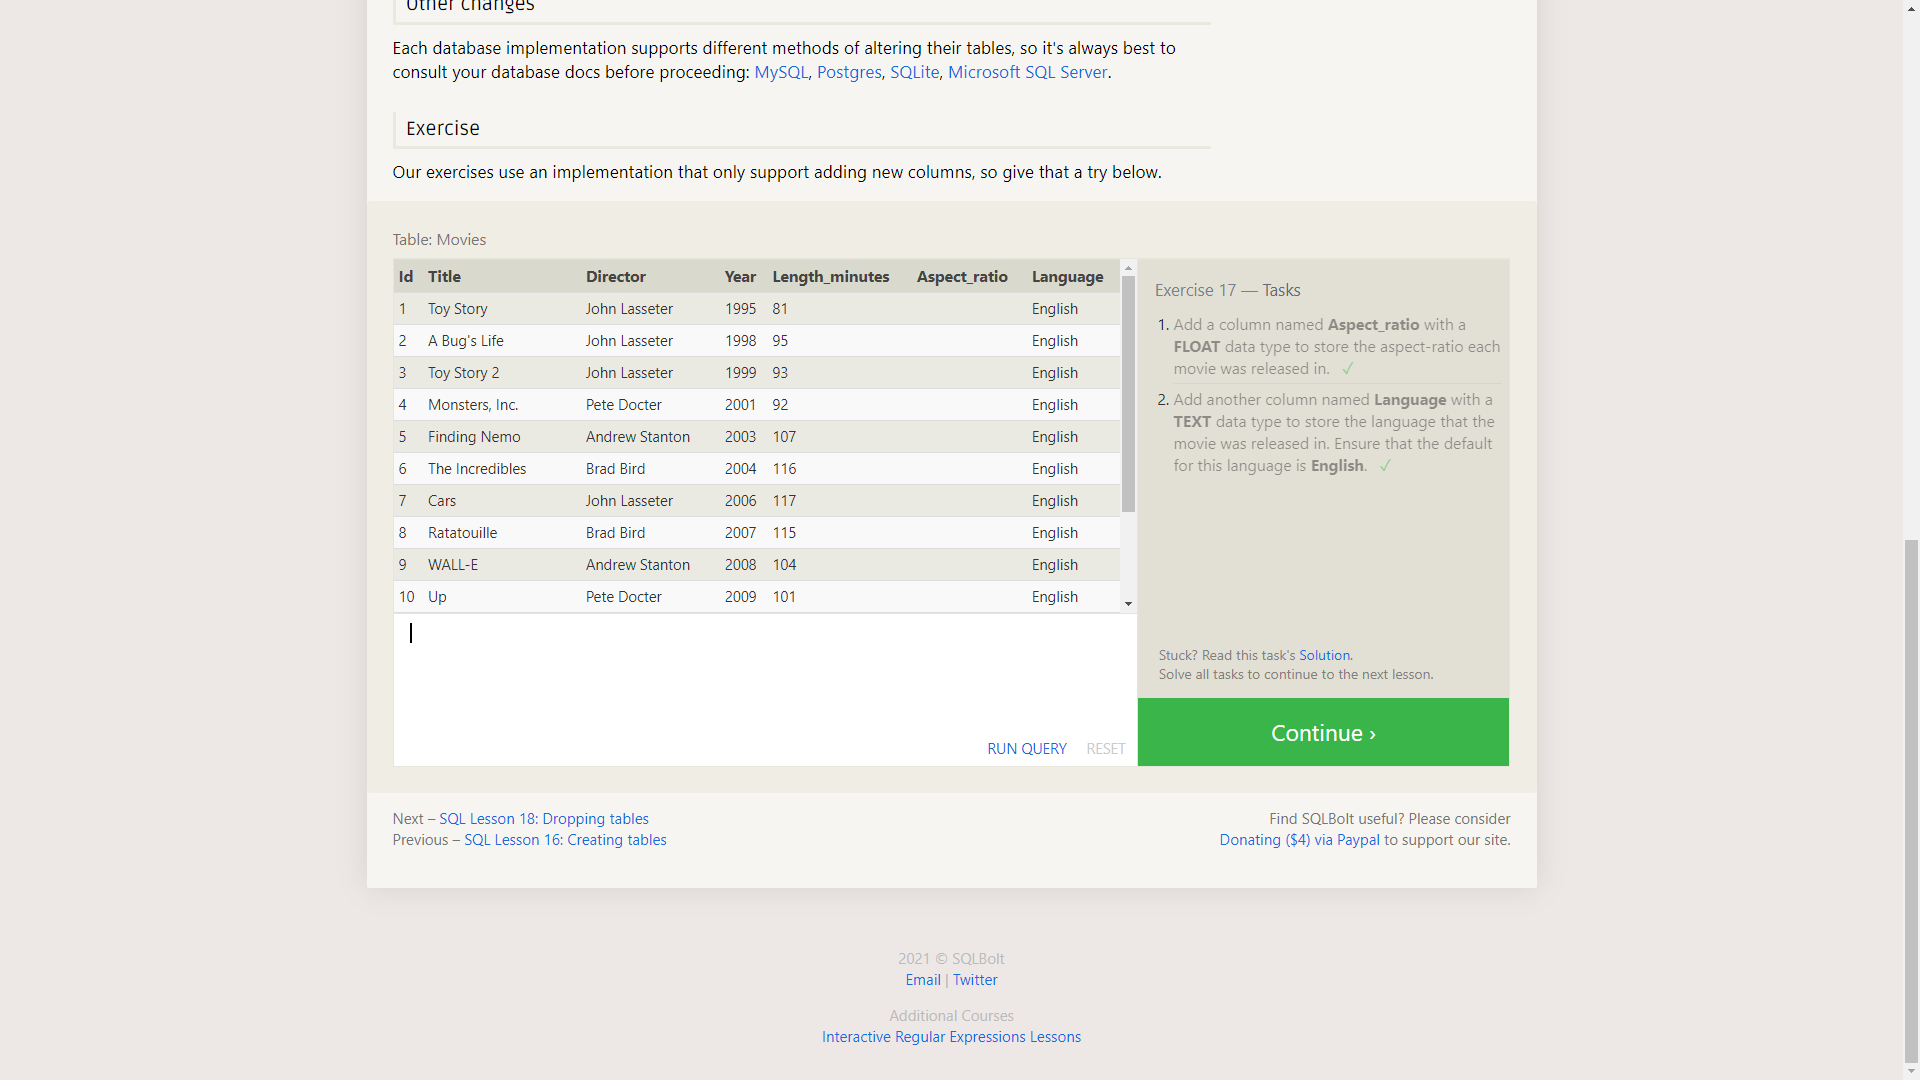 Other changes
Each database implementation supports different methods of altering their tables, so it's always best to
consult your database docs before proceeding: MySQL, Postgres, SQLite, Microsoft SQL Server.
Exercise
Our exercises use an implementation that only support adding new columns, so give that a try below.
Table: Movies
Id Title Director Year Length_minutes Aspect_ratio Language
1 Toy Story John Lasseter 1995 81 English
2 A Bug's Life John Lasseter 1998 95 English
3 Toy Story 2 John Lasseter 1999 93 English
4 Monsters, Inc. Pete Docter 2001 92 English
5 Finding Nemo Andrew Stanton 2003 107 English
6 The Incredibles Brad Bird 2004 116 English
7 Cars John Lasseter 2006 117 English
8 Ratatouille Brad Bird 2007 115 English
9 WALL-E Andrew Stanton 2008 104 English
10 Up Pete Docter 2009 101 English
RUN QUERY RESET
Exercise 17 — Tasks
1. Add a column named Aspect_ratio with a
FLOAT data type to store the aspect-ratio each
movie was released in. ✓
2. Add another column named Language with a
TEXT data type to store the language that the
movie was released in. Ensure that the default
for this language is English. ✓
Stuck? Read this task's Solution.
Solve all tasks to continue to the next lesson.
Continue ›
Next – SQL Lesson 18: Dropping tables
Previous – SQL Lesson 16: Creating tables
Find SQLBolt useful? Please consider
Donating ($4) via Paypal to support our site.
2021 © SQLBolt
Email | Twitter
Additional Courses
Interactive Regular Expressions Lessons